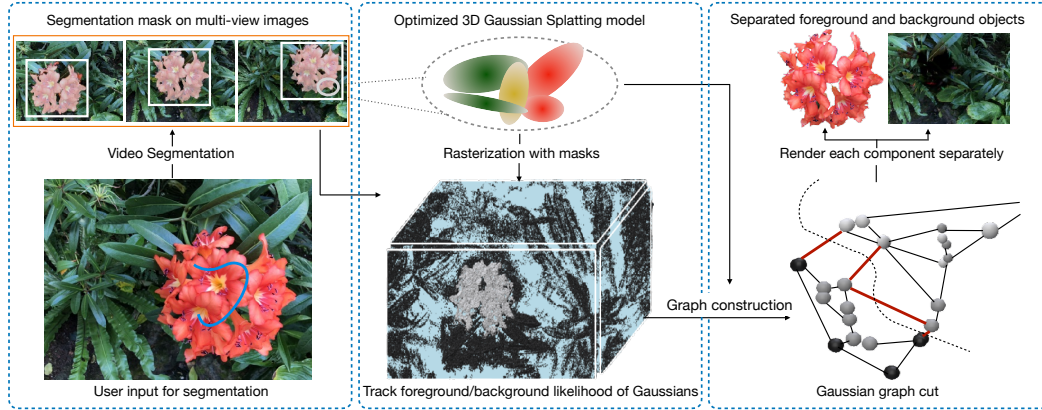 Segmentation mask on multi-view images
Video Segmentation
User input for segmentation
Optimized 3D Gaussian Splatting model
Rasterization with masks
Track foreground/background likelihood of Gaussians
Graph construction
Separated foreground and background objects
Render each component separately
Gaussian graph cut